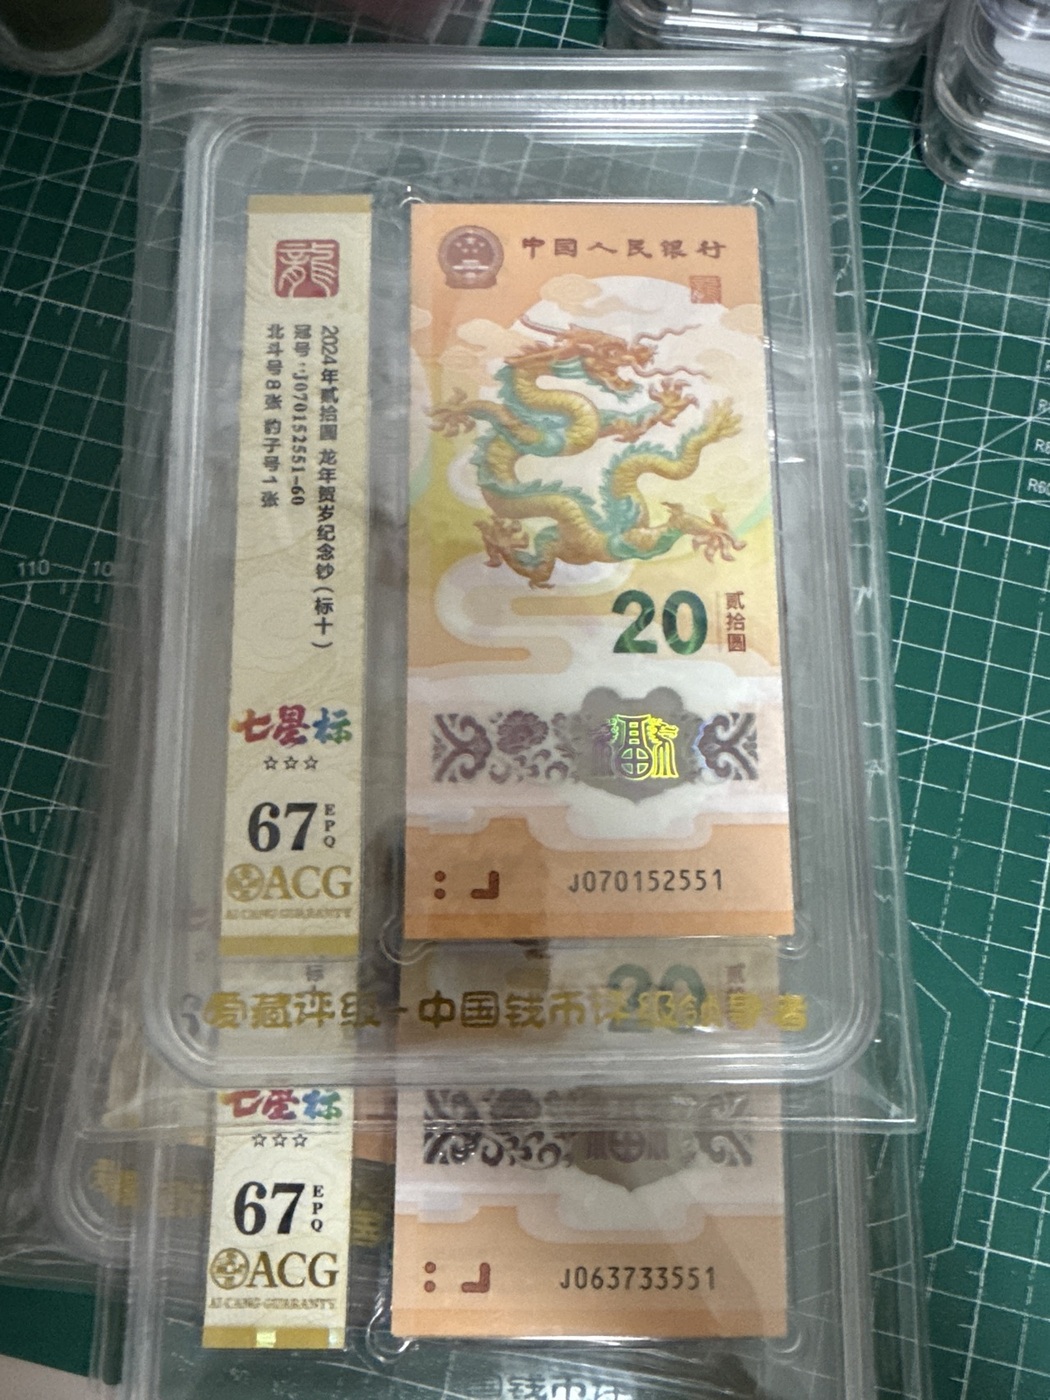 龍
2024年贰拾圆 龙年贺岁纪念钞(标十)
冠号:J070152551-60
北斗号8张 豹子号1张
七星标
☆☆☆
67 EPQ
ACG
AI CANG GUARANTY
中国人民银行
20
贰拾圆
J070152551
爱藏评级-中国钱币评级领导者
七星标
☆☆☆
67 EPQ
ACG
AI CANG GUARANTY
20
J063733551
110